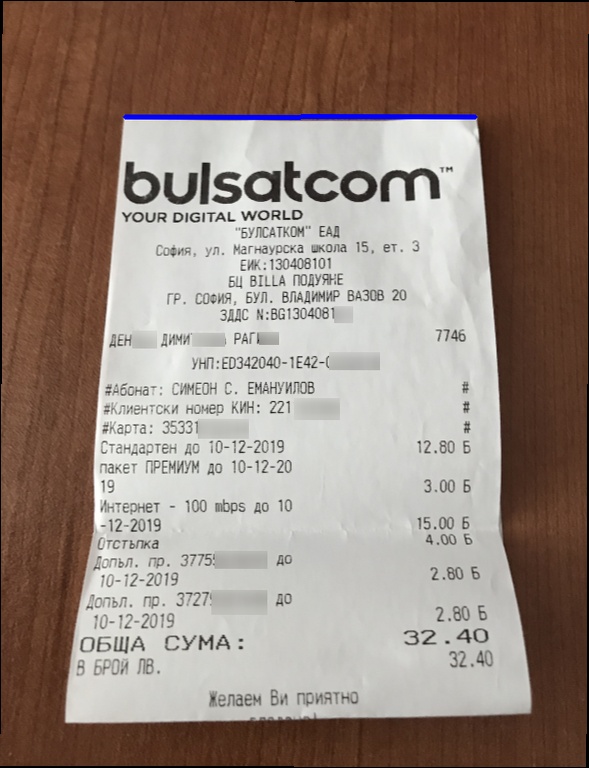 bulsatcom™
YOUR DIGITAL WORLD
"БУЛСАТКОМ" ЕАД
София, ул. Магнаурска школа 15, ет. 3
ЕИК:130408101
БЦ BILLA ПОДУЯНЕ
ГР. СОФИЯ, БУЛ. ВЛАДИМИР ВАЗОВ 20
ЗДДС N:BG1304081
ДЕН ДИМИ РАГИ 7746
УНП:ED342040-1E42-0
#Абонат: СИМЕОН С. ЕМАНУИЛОВ #
#Клиентски номер КИН: 221 #
#Карта: 35331 #
Стандартен до 10-12-2019 12.80 Б
пакет ПРЕМИУМ до 10-12-20
19 3.00 Б
Интернет - 100 mbps до 10
-12-2019 15.00 Б
Отстъпка 4.00 Б
Допъл. пр. 3775 до
10-12-2019 2.80 Б
Допъл. пр. 3727 до
10-12-2019 2.80 Б
ОБЩА СУМА: 32.40
В БРОЙ ЛВ. 32.40
Желаем Ви приятно